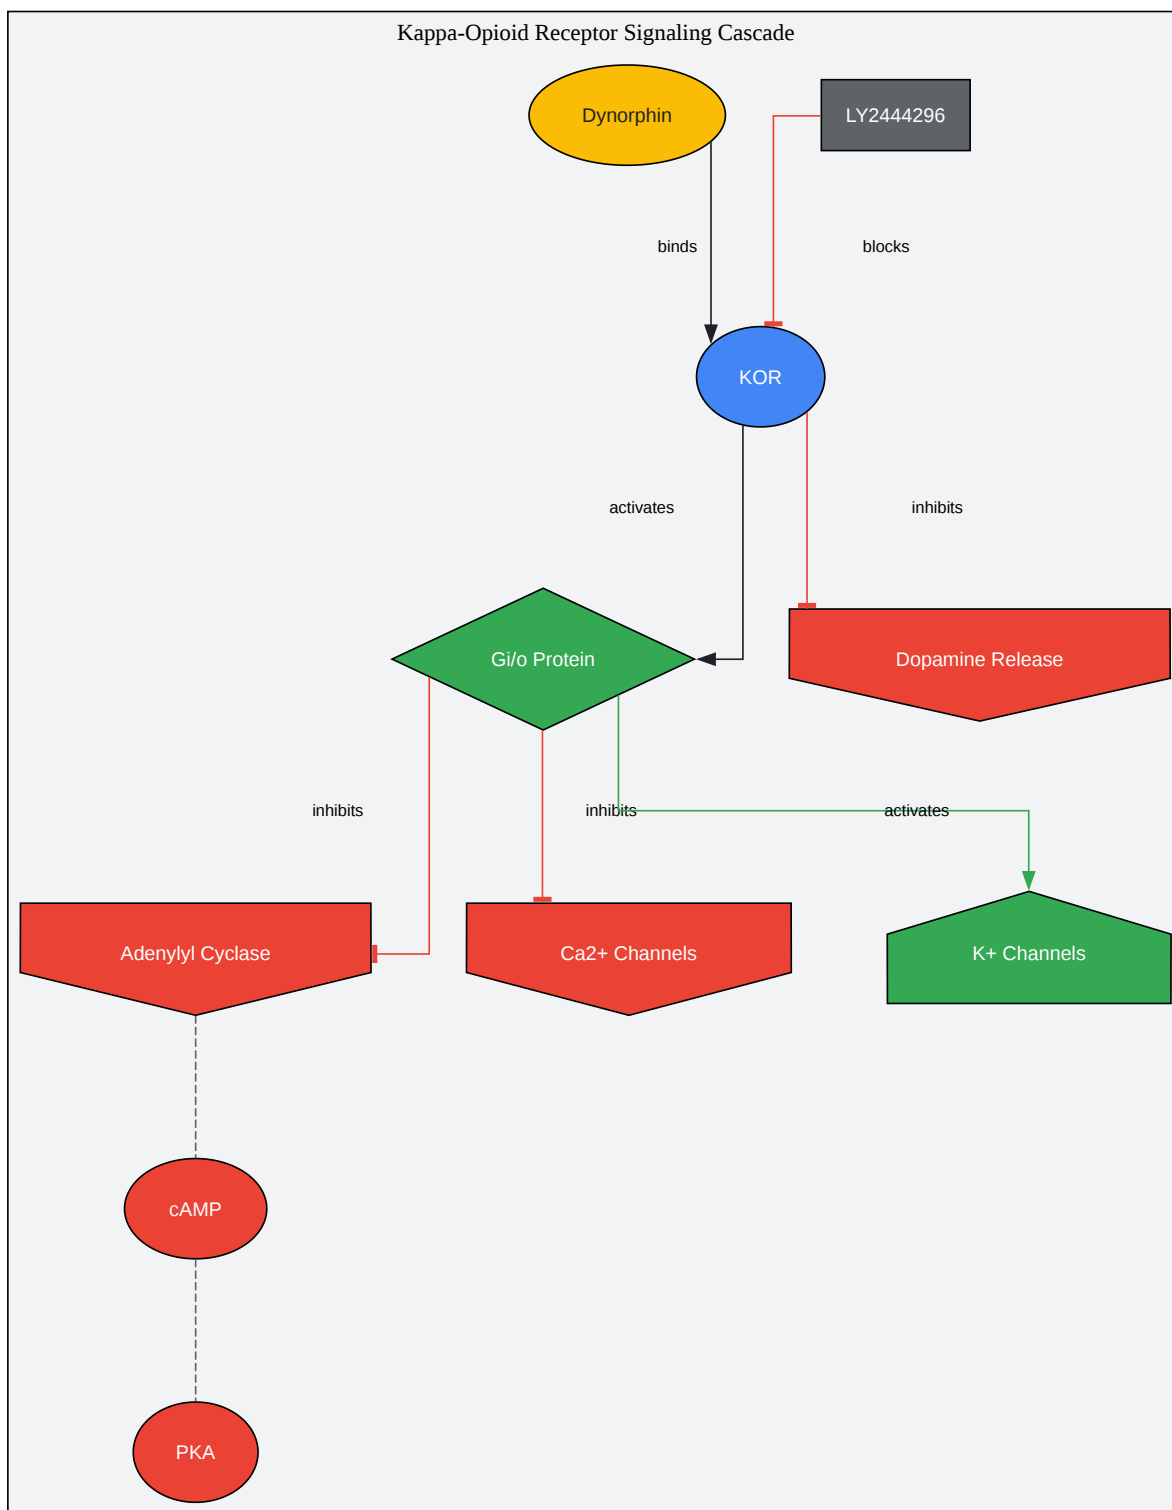 Kappa-Opioid Receptor Signaling Cascade
Dynorphin
LY2444296
binds
blocks
KOR
activates
inhibits
Gi/o Protein
Dopamine Release
inhibits
inhibits
activates
Adenylyl Cyclase
Ca2+ Channels
K+ Channels
cAMP
PKA